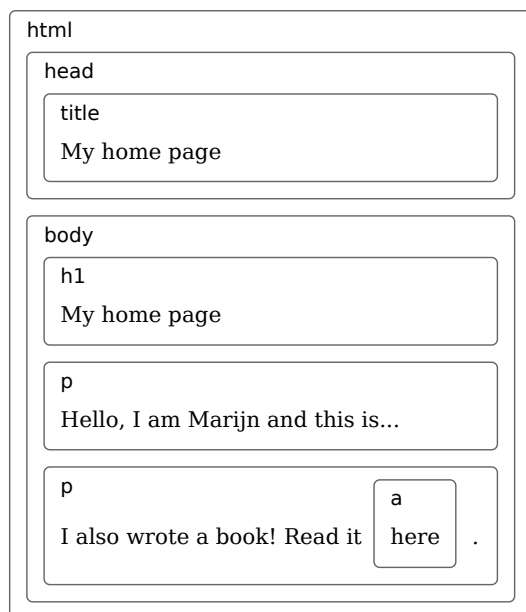 html
head
title
My home page
body
h1
My home page
p
Hello, I am Marijn and this is...
p
a
I also wrote a book! Read it here .